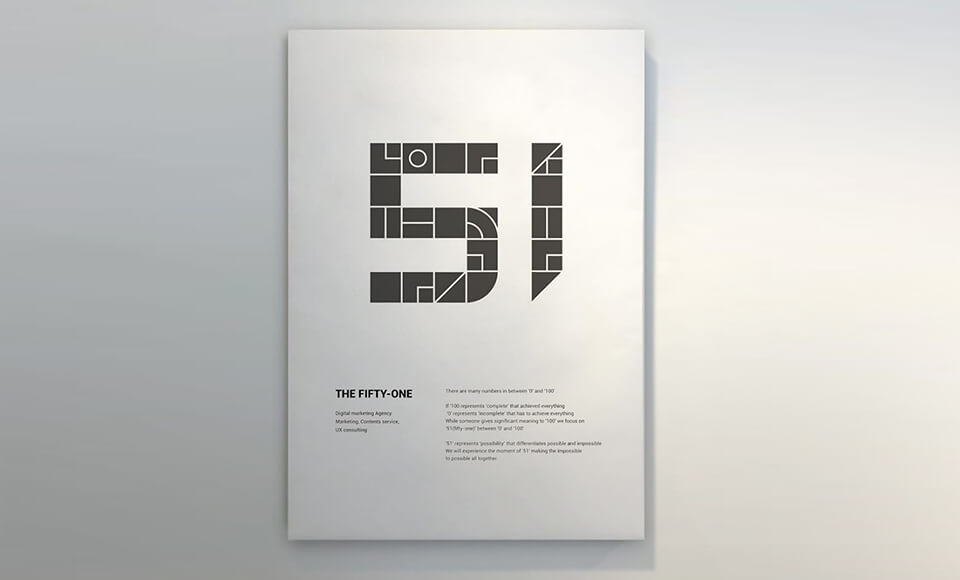 51
THE FIFTY-ONE
Digital marketing Agency
Marketing, Contents service,
UX consulting
There are many numbers in between '0' and '100'
If '100 represents 'complete' that achieved everything
'0' represents 'incomplete' that has to achieve everything
While someone gives significant meaning to '100' we focus on
'51(fifty-one)' between '0' and '100'
'51' represents 'possibility' that differentiates possible and impossible
We will experience the moment of '51' making the impossible
to possible all together.